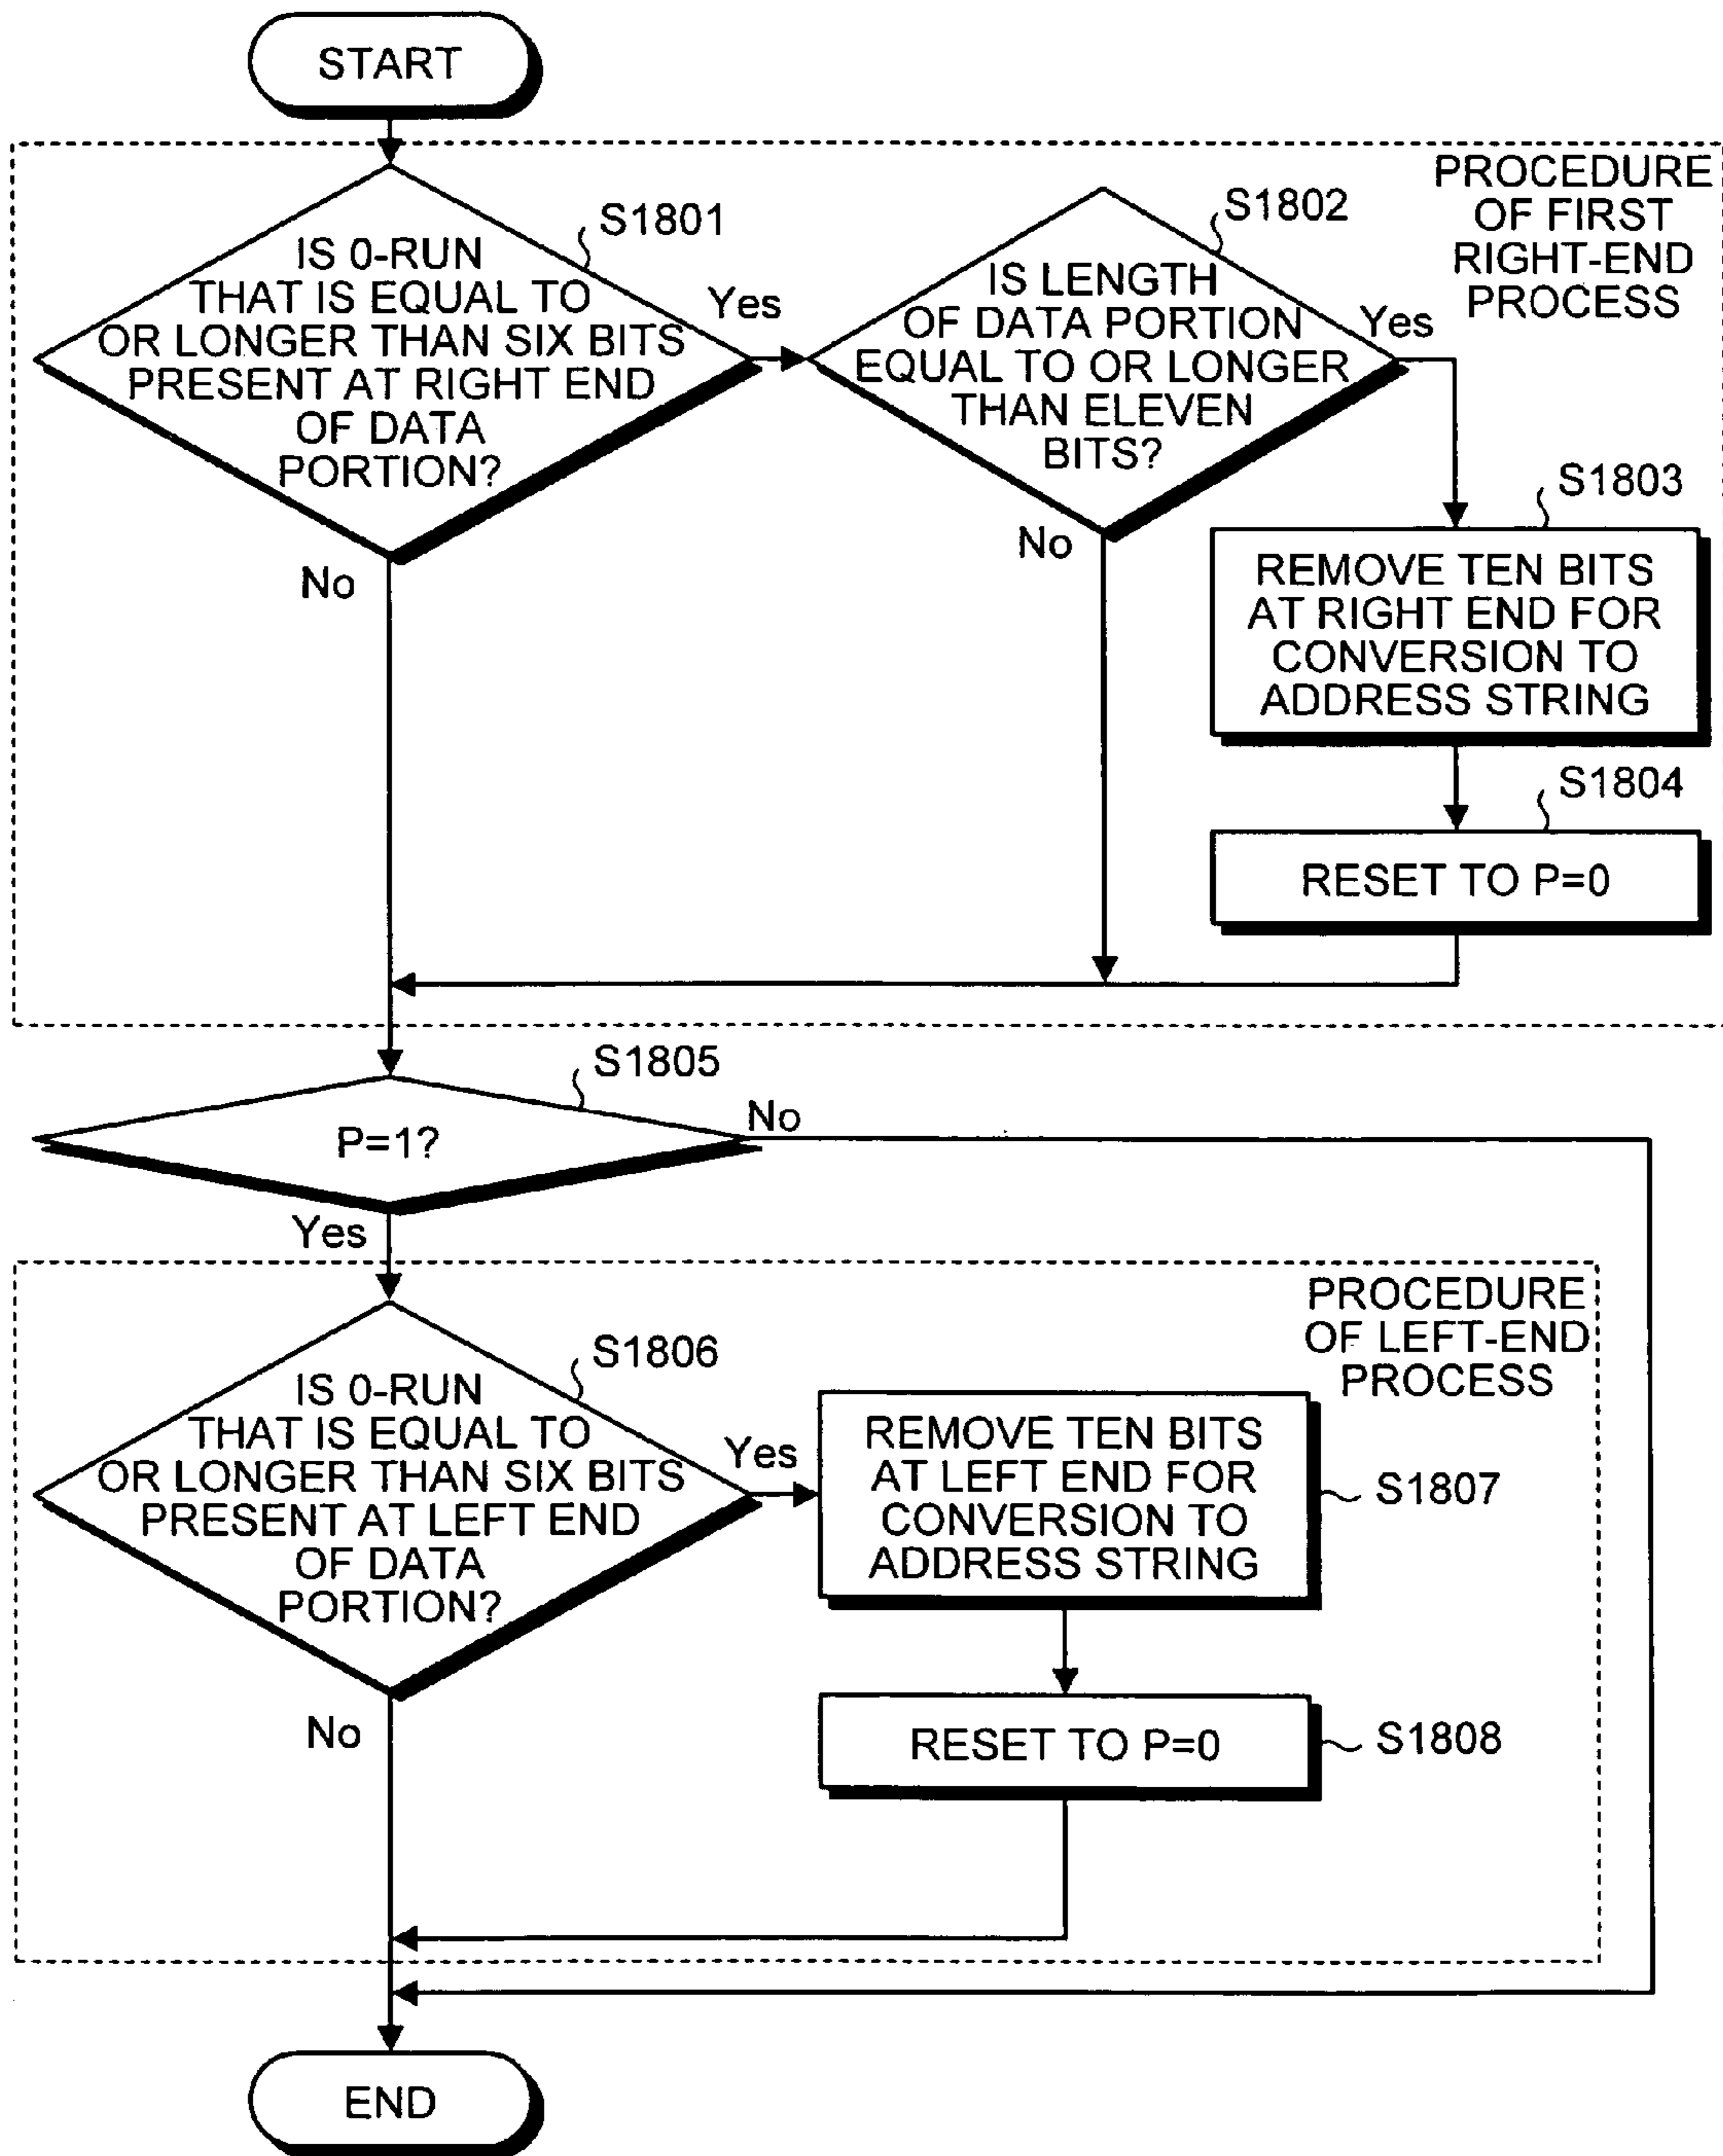 START
PROCEDURE
OF FIRST
RIGHT-END
PROCESS
S1801
IS 0-RUN
THAT IS EQUAL TO
OR LONGER THAN SIX BITS
PRESENT AT RIGHT END
OF DATA
PORTION?
Yes
No
S1802
IS LENGTH
OF DATA PORTION
EQUAL TO OR LONGER
THAN ELEVEN
BITS?
Yes
No
S1803
REMOVE TEN BITS
AT RIGHT END FOR
CONVERSION TO
ADDRESS STRING
S1804
RESET TO P=0
S1805
P=1?
No
Yes
PROCEDURE
OF LEFT-END
PROCESS
S1806
IS 0-RUN
THAT IS EQUAL TO
OR LONGER THAN SIX BITS
PRESENT AT LEFT END
OF DATA
PORTION?
Yes
No
REMOVE TEN BITS
AT LEFT END FOR
CONVERSION TO
ADDRESS STRING
S1807
RESET TO P=0
S1808
END